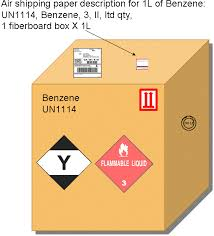 Air shipping paper description for 1L of Benzene:
UN1114, Benzene, 3, II, ltd qty,
1 fiberboard box X 1L
Benzene
UN1114
Y
FLAMMABLE LIQUID
3